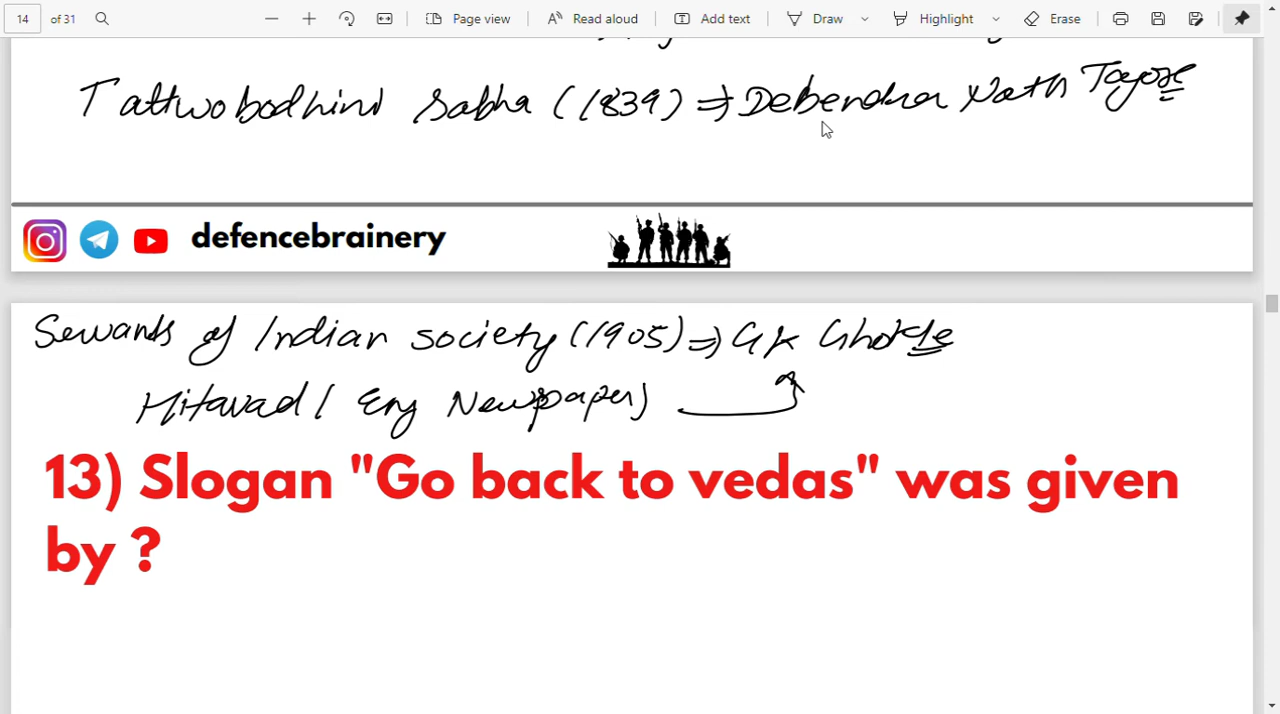 14 of 31 Page view Read aloud Add text Draw Highlight Erase
Tattwobodhini Sabha (1839) ⇒ Debendra Nath Tagore
defencebrainery
Servants of Indian society (1905) ⇒ GK Ghokle
Hitavad ( Eng Newspaper)
13) Slogan "Go back to vedas" was given
by ?